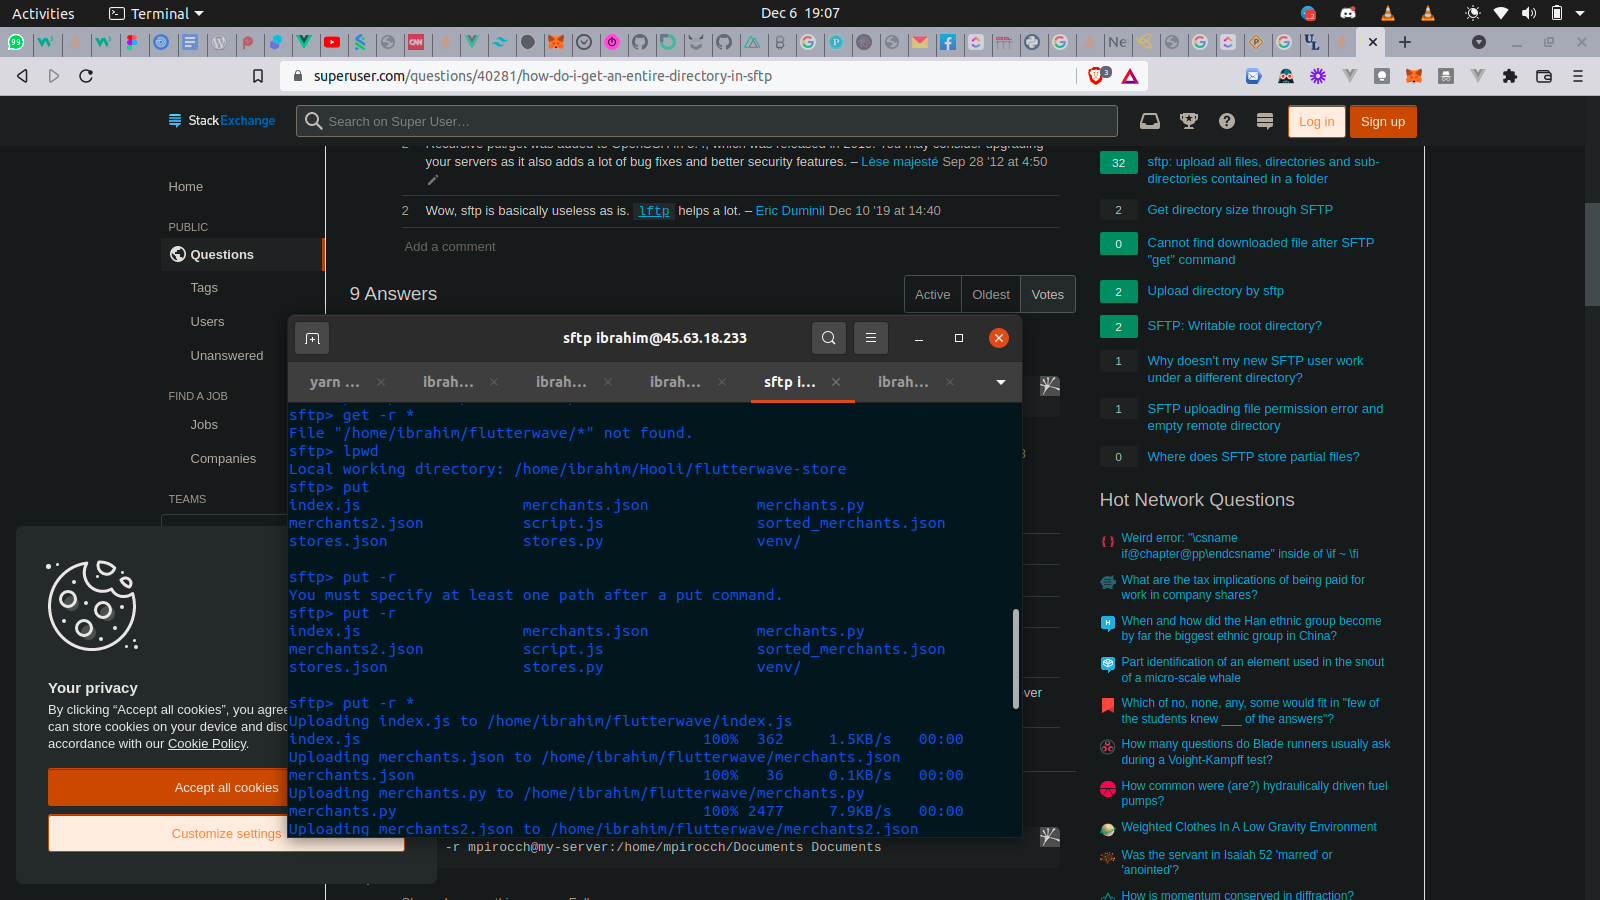 Activities
Terminal
Dec 6 19:07
superuser.com/questions/40281/how-do-i-get-an-entire-directory-in-sftp
StackExchange
Search on Super User…
Log in
Sign up
Home
PUBLIC
Questions
Tags
Users
Unanswered
FIND A JOB
Jobs
Companies
TEAMS
your servers as it also adds a lot of bug fixes and better security features. – Lèse majesté Sep 28 '12 at 4:50
2 Wow, sftp is basically useless as is. lftp helps a lot. – Eric Duminil Dec 10 '19 at 14:40
Add a comment
9 Answers
Active Oldest Votes
sftp ibrahim@45.63.18.233
yarn ... ibrah... ibrah... ibrah... sftp i... ibrah...
sftp> get -r *
File "/home/ibrahim/flutterwave/*" not found.
sftp> lpwd
Local working directory: /home/ibrahim/Hooli/flutterwave-store
sftp> put
index.js merchants.json merchants.py
merchants2.json script.js sorted_merchants.json
stores.json stores.py venv/
sftp> put -r
You must specify at least one path after a put command.
sftp> put -r
index.js merchants.json merchants.py
merchants2.json script.js sorted_merchants.json
stores.json stores.py venv/
sftp> put -r *
Uploading index.js to /home/ibrahim/flutterwave/index.js
index.js 100% 362 1.5KB/s 00:00
Uploading merchants.json to /home/ibrahim/flutterwave/merchants.json
merchants.json 100% 36 0.1KB/s 00:00
Uploading merchants.py to /home/ibrahim/flutterwave/merchants.py
merchants.py 100% 2477 7.9KB/s 00:00
Uploading merchants2.json to /home/ibrahim/flutterwave/merchants2.json
-r mpirocch@my-server:/home/mpirocch/Documents Documents
Your privacy
By clicking “Accept all cookies”, you agree
can store cookies on your device and disc
accordance with our Cookie Policy.
Accept all cookies
Customize settings
32 sftp: upload all files, directories and sub-
directories contained in a folder
2 Get directory size through SFTP
0 Cannot find downloaded file after SFTP
"get" command
2 Upload directory by sftp
2 SFTP: Writable root directory?
1 Why doesn't my new SFTP user work
under a different directory?
1 SFTP uploading file permission error and
empty remote directory
0 Where does SFTP store partial files?
Hot Network Questions
Weird error: "\csname
if@chapter@pp\endcsname" inside of \if ~ \fi
What are the tax implications of being paid for
work in company shares?
When and how did the Han ethnic group become
by far the biggest ethnic group in China?
Part identification of an element used in the snout
of a micro-scale whale
Which of no, none, any, some would fit in "few of
the students knew ___ of the answers"?
How many questions do Blade runners usually ask
during a Voight-Kampff test?
How common were (are?) hydraulically driven fuel
pumps?
Weighted Clothes In A Low Gravity Environment
Was the servant in Isaiah 52 'marred' or
'anointed'?
How is momentum conserved in diffraction?